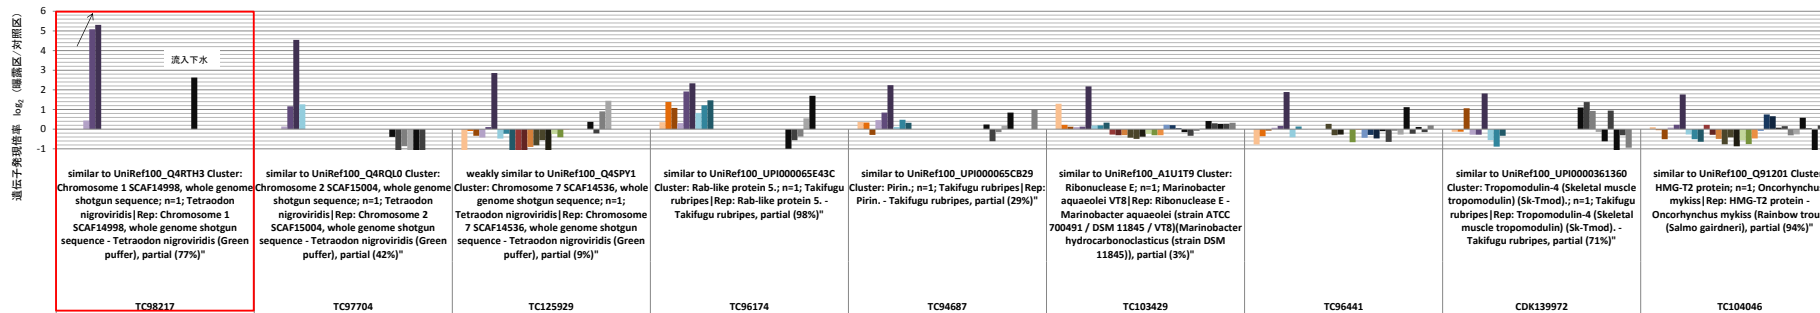 遺伝子発現倍率 log₂ (曝露区/対照区)
6
5
4
3
2
1
0
-1
流入下水
similar to UniRef100_Q4RTH3 Cluster:
Chromosome 1 SCAF14998, whole genome
shotgun sequence; n=1; Tetraodon
nigroviridis|Rep: Chromosome 1
SCAF14998, whole genome shotgun
sequence - Tetraodon nigroviridis (Green
puffer), partial (77%)"
TC98217
similar to UniRef100_Q4RQL0 Cluster:
Chromosome 2 SCAF15004, whole genome
shotgun sequence; n=1; Tetraodon
nigroviridis|Rep: Chromosome 2
SCAF15004, whole genome shotgun
sequence - Tetraodon nigroviridis (Green
puffer), partial (42%)"
TC97704
weakly similar to UniRef100_Q4SPY1
Cluster: Chromosome 7 SCAF14536, whole
genome shotgun sequence; n=1;
Tetraodon nigroviridis|Rep: Chromosome
7 SCAF14536, whole genome shotgun
sequence - Tetraodon nigroviridis (Green
puffer), partial (9%)"
TC125929
similar to UniRef100_UPI000065E43C
Cluster: Rab-like protein 5.; n=1; Takifugu
rubripes|Rep: Rab-like protein 5. -
Takifugu rubripes, partial (98%)"
TC96174
similar to UniRef100_UPI000065CB29
Cluster: Pirin.; n=1; Takifugu rubripes|Rep:
Pirin. - Takifugu rubripes, partial (29%)"
TC94687
similar to UniRef100_A1U1T9 Cluster:
Ribonuclease E; n=1; Marinobacter
aquaeolei VT8|Rep: Ribonuclease E -
Marinobacter aquaeolei (strain ATCC
700491 / DSM 11845 / VT8)(Marinobacter
hydrocarbonoclasticus (strain DSM
11845)), partial (3%)"
TC103429
TC96441
similar to UniRef100_UPI0000361360
Cluster: Tropomodulin-4 (Skeletal muscle
tropomodulin) (Sk-Tmod).; n=1; Takifugu
rubripes|Rep: Tropomodulin-4 (Skeletal
muscle tropomodulin) (Sk-Tmod). -
Takifugu rubripes, partial (71%)"
CDK139972
similar to UniRef100_Q91201 Cluster
HMG-T2 protein; n=1; Oncorhynchus
mykiss|Rep: HMG-T2 protein -
Oncorhynchus mykiss (Rainbow trou
(Salmo gairdneri), partial (94%)"
TC104046